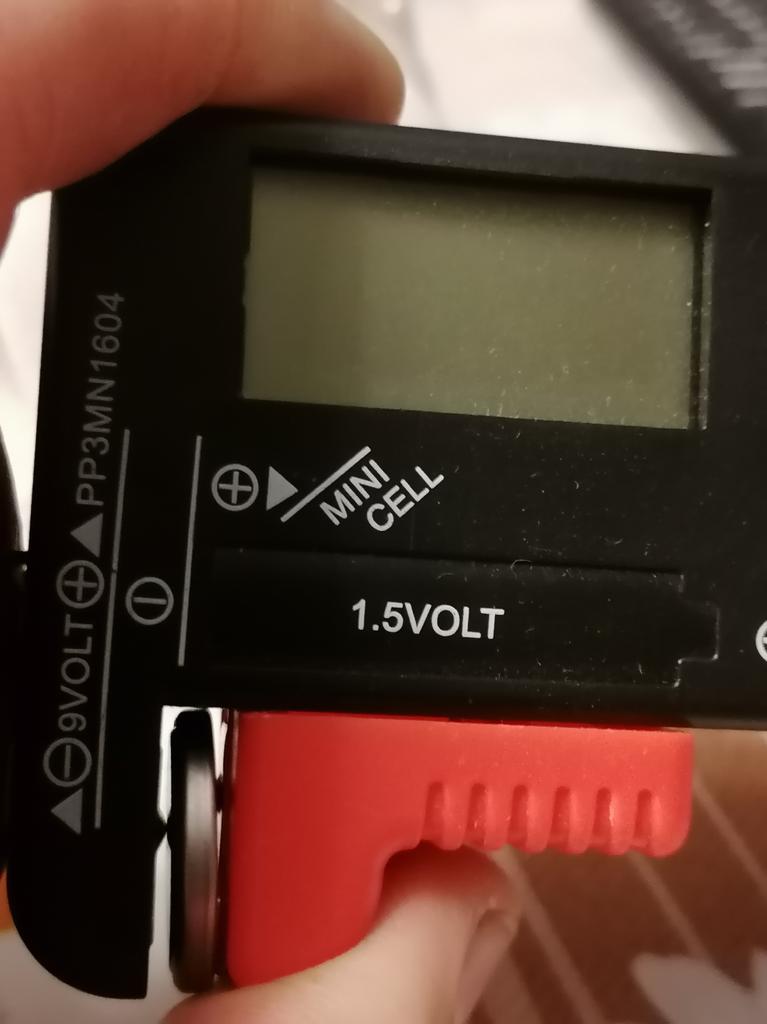 9VOLT PP3MN1604
MINI
CELL
1.5VOLT